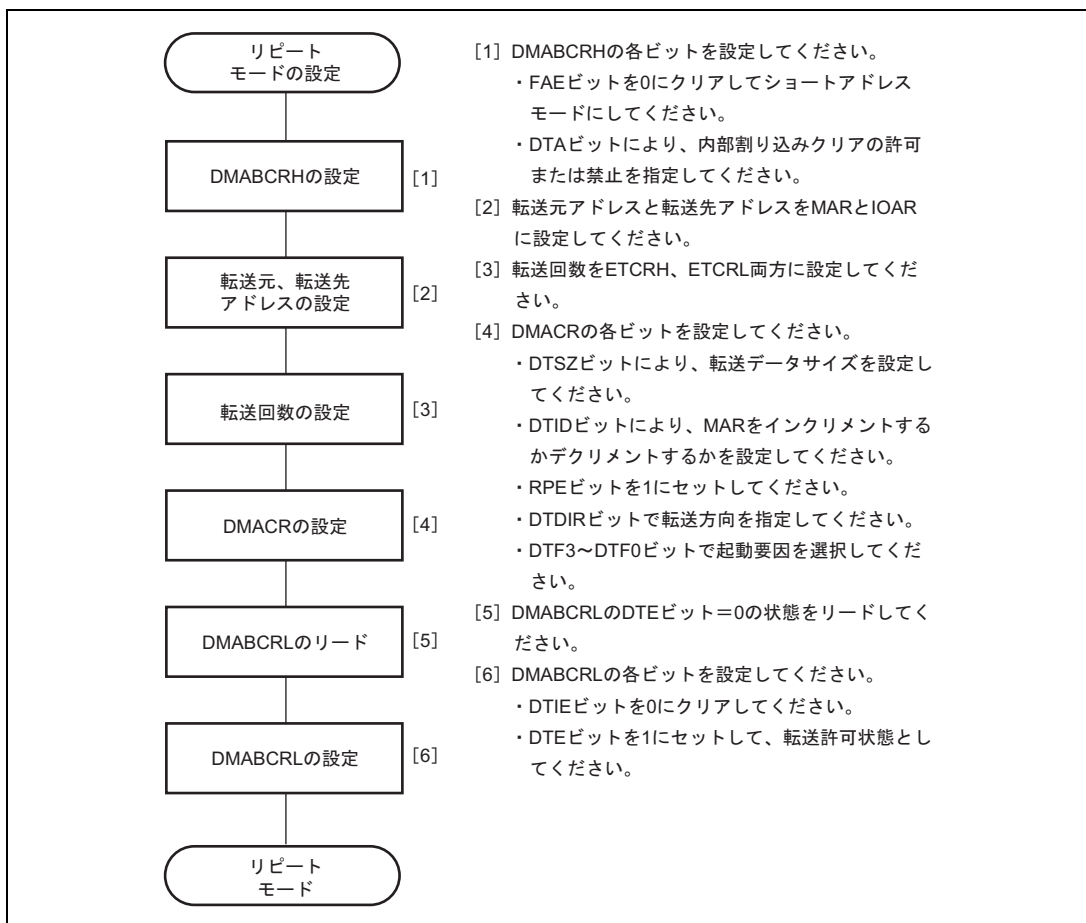 リピート
モードの設定
DMABCRHの設定
[1]
転送元、転送先
アドレスの設定
[2]
転送回数の設定
[3]
DMACRの設定
[4]
DMABCRLのリード
[5]
DMABCRLの設定
[6]
リピート
モード
[1] DMABCRHの各ビットを設定してください。
・FAEビットを0にクリアしてショートアドレス
モードにしてください。
・DTAビットにより、内部割り込みクリアの許可
または禁止を指定してください。
[2] 転送元アドレスと転送先アドレスをMARとIOAR
に設定してください。
[3] 転送回数をETCRH、ETCRL両方に設定してくだ
さい。
[4] DMACRの各ビットを設定してください。
・DTSZビットにより、転送データサイズを設定し
てください。
・DTIDビットにより、MARをインクリメントする
かデクリメントするかを設定してください。
・RPEビットを1にセットしてください。
・DTDIRビットで転送方向を指定してください。
・DTF3～DTF0ビットで起動要因を選択してくだ
さい。
[5] DMABCRLのDTEビット＝0の状態をリードしてく
ださい。
[6] DMABCRLの各ビットを設定してください。
・DTIEビットを0にクリアしてください。
・DTEビットを1にセットして、転送許可状態とし
てください。